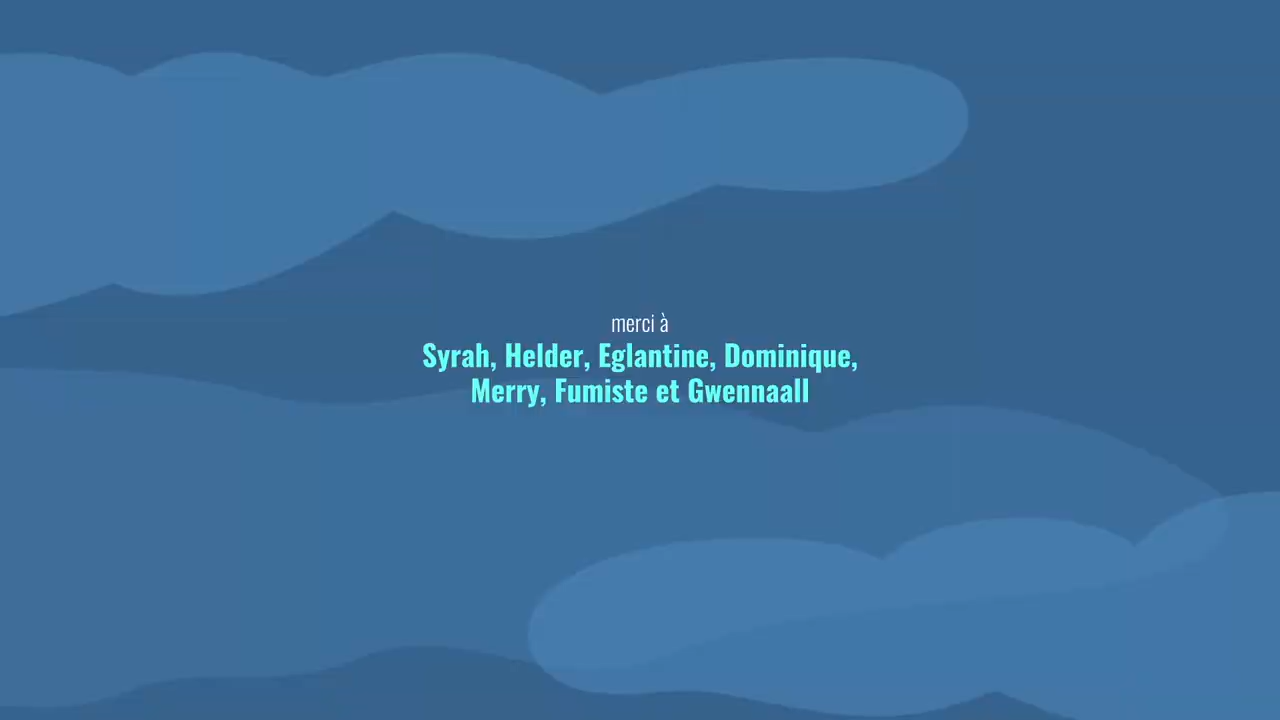 merci à
Syrah, Helder, Eglantine, Dominique,
Merry, Fumiste et Gwennaall